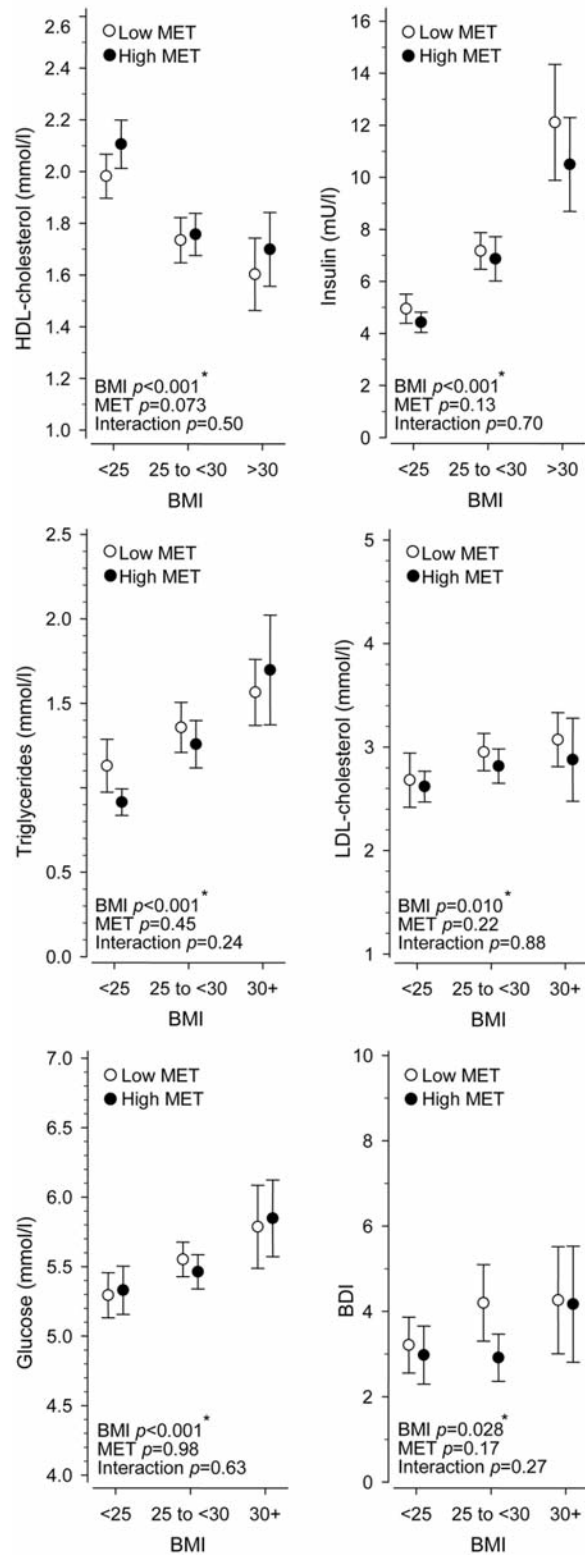 2.6
2.4
2.2
2.0
1.8
1.6
1.4
1.2
1.0
HDL-cholesterol (mmol/l)
Low MET
High MET
BMI p<0.001*
MET p=0.073
Interaction p=0.50
<25 25 to <30 >30
BMI
16
14
12
10
8
6
4
2
0
Insulin (mU/l)
Low MET
High MET
BMI p<0.001*
MET p=0.13
Interaction p=0.70
<25 25 to <30 >30
BMI
2.5
2.0
1.5
0.5
0.0
Triglycerides (mmol/l)
Low MET
High MET
BMI p<0.001*
MET p=0.45
Interaction p=0.24
<25 25 to <30 30+
BMI
5
4
3
2
1
LDL-cholesterol (mmol/l)
Low MET
High MET
BMI p=0.010*
MET p=0.22
Interaction p=0.88
<25 25 to <30 30+
BMI
7.0
6.5
6.0
5.5
5.0
4.5
4.0
Glucose (mmol/l)
Low MET
High MET
BMI p<0.001*
MET p=0.98
Interaction p=0.63
<25 25 to <30 30+
BMI
10
8
6
4
2
0
BDI
Low MET
High MET
BMI p=0.028*
MET p=0.17
Interaction p=0.27
<25 25 to <30 30+
BMI